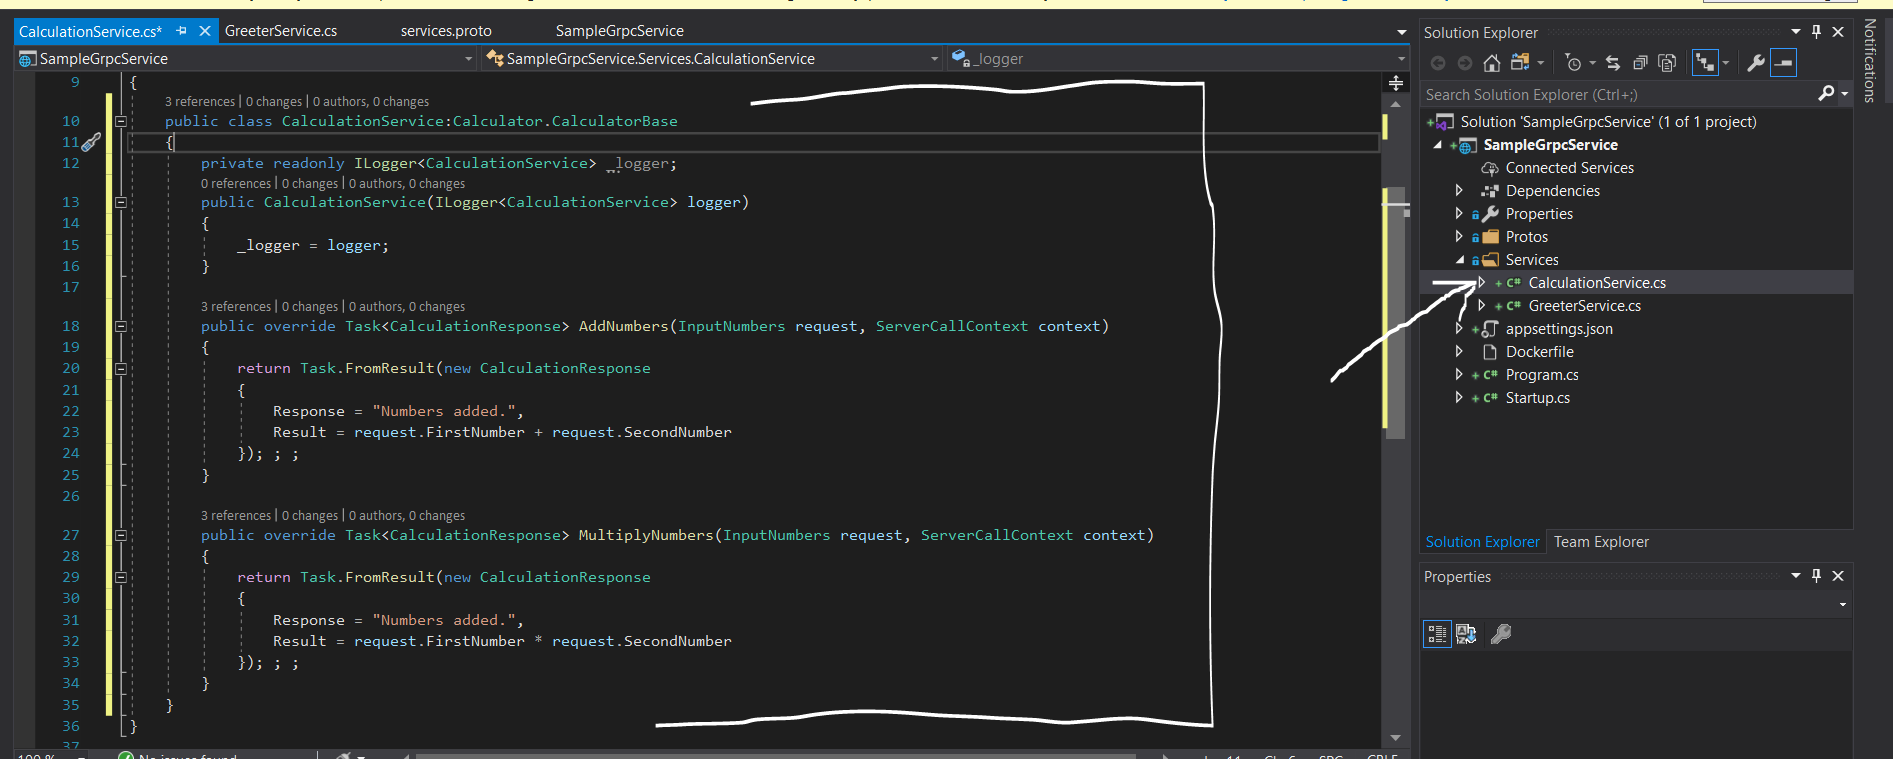 CalculationService.cs*
GreeterService.cs
services.proto
SampleGrpcService
SampleGrpcService
SampleGrpcService.Services.CalculationService
_logger
9 {
3 references | 0 changes | 0 authors, 0 changes
10 public class CalculationService:Calculator.CalculatorBase
11 {
12 private readonly ILogger<CalculationService> _logger;
0 references | 0 changes | 0 authors, 0 changes
13 public CalculationService(ILogger<CalculationService> logger)
14 {
15 _logger = logger;
16 }
17
3 references | 0 changes | 0 authors, 0 changes
18 public override Task<CalculationResponse> AddNumbers(InputNumbers request, ServerCallContext context)
19 {
20 return Task.FromResult(new CalculationResponse
21 {
22 Response = "Numbers added.",
23 Result = request.FirstNumber + request.SecondNumber
24 }); ; ;
25 }
26
3 references | 0 changes | 0 authors, 0 changes
27 public override Task<CalculationResponse> MultiplyNumbers(InputNumbers request, ServerCallContext context)
28 {
29 return Task.FromResult(new CalculationResponse
30 {
31 Response = "Numbers added.",
32 Result = request.FirstNumber * request.SecondNumber
33 }); ; ;
34 }
35 }
36 }
37
100 %
No issues found
Solution Explorer
Search Solution Explorer (Ctrl+;)
Solution 'SampleGrpcService' (1 of 1 project)
SampleGrpcService
Connected Services
Dependencies
Properties
Protos
Services
C# CalculationService.cs
C# GreeterService.cs
appsettings.json
Dockerfile
C# Program.cs
C# Startup.cs
Solution Explorer
Team Explorer
Properties
Notifications